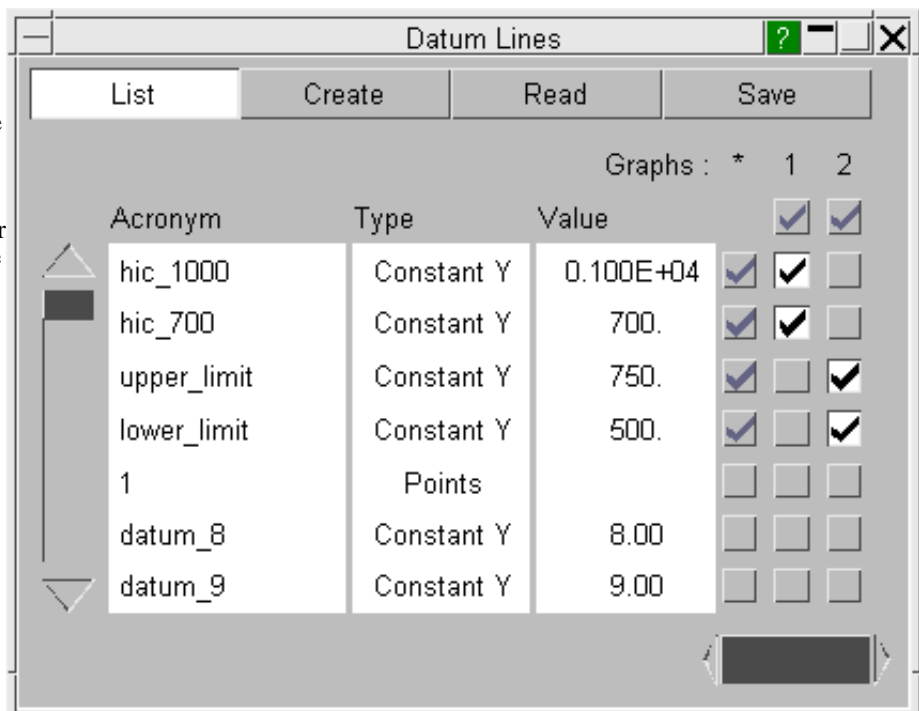 Datum Lines ?
List Create Read Save
Graphs : * 1 2
Acronym Type Value
hic_1000 Constant Y 0.100E+04
hic_700 Constant Y 700.
upper_limit Constant Y 750.
lower_limit Constant Y 500.
1 Points
datum_8 Constant Y 8.00
datum_9 Constant Y 9.00